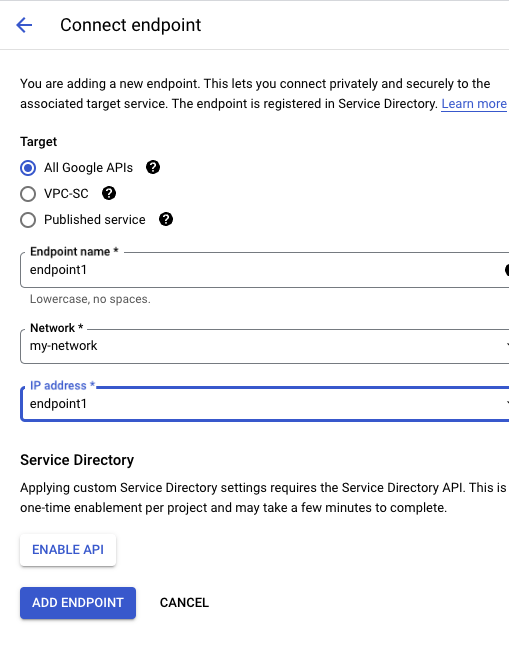 Connect endpoint
You are adding a new endpoint. This lets you connect privately and securely to the
associated target service. The endpoint is registered in Service Directory. Learn more
Target
All Google APIs
VPC-SC
Published service
Endpoint name *
endpoint1
Lowercase, no spaces.
Network *
my-network
IP address *
endpoint1
Service Directory
Applying custom Service Directory settings requires the Service Directory API. This is
one-time enablement per project and may take a few minutes to complete.
ENABLE API
ADD ENDPOINT CANCEL